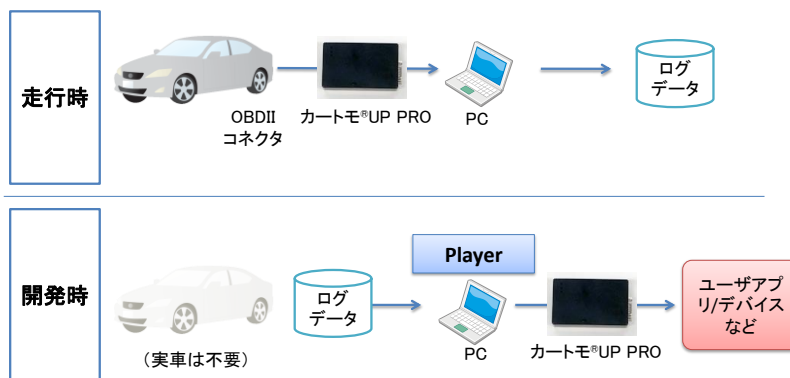 走行時
OBDII
コネクタ
カートモ®UP PRO
PC
ログ
データ
開発時
(実車は不要)
ログ
データ
Player
PC
カートモ®UP PRO
ユーザアプ
リ/デバイス
など